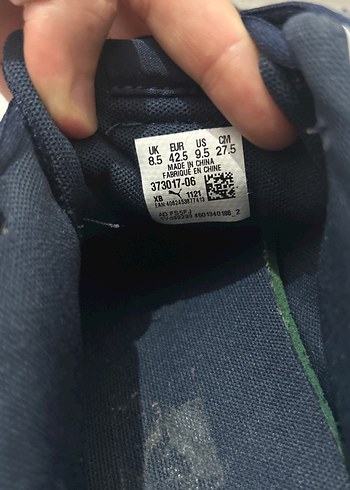 UK EUR US CM
8.5 42.5 9.5 27.5
MADE IN CHINA
FABRIQUÉ EN CHINE
373017-06
XB 1121